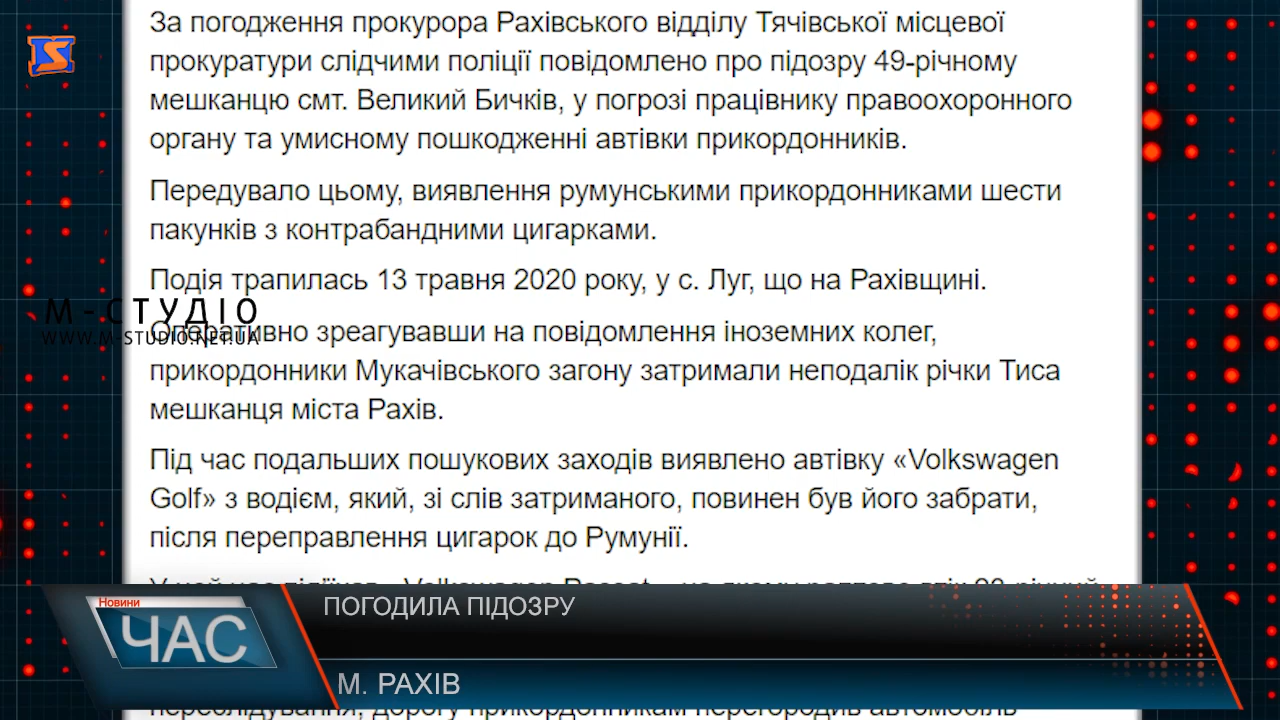 За погодження прокурора Рахівського відділу Тячівської місцевої
прокуратури слідчими поліції повідомлено про підозру 49-річному
мешканцю смт. Великий Бичків, у погрозі працівнику правоохоронного
органу та умисному пошкодженні автівки прикордонників.
Передувало цьому, виявлення румунськими прикордонниками шести
пакунків з контрабандними цигарками.
Подія трапилась 13 травня 2020 року, у с. Луг, що на Рахівщині.
М-СТУДІО
Оперативно зреагувавши на повідомлення іноземних колег,
WWW.M-STUDIO.NET.UA
прикордонники Мукачівського загону затримали неподалік річки Тиса
мешканця міста Рахів.
Під час подальших пошукових заходів виявлено автівку «Volkswagen
Golf» з водієм, який, зі слів затриманого, повинен був його забрати,
після переправлення цигарок до Румунії.
Новини
ЧАС
ПОГОДИЛА ПІДОЗРУ
М. РАХІВ